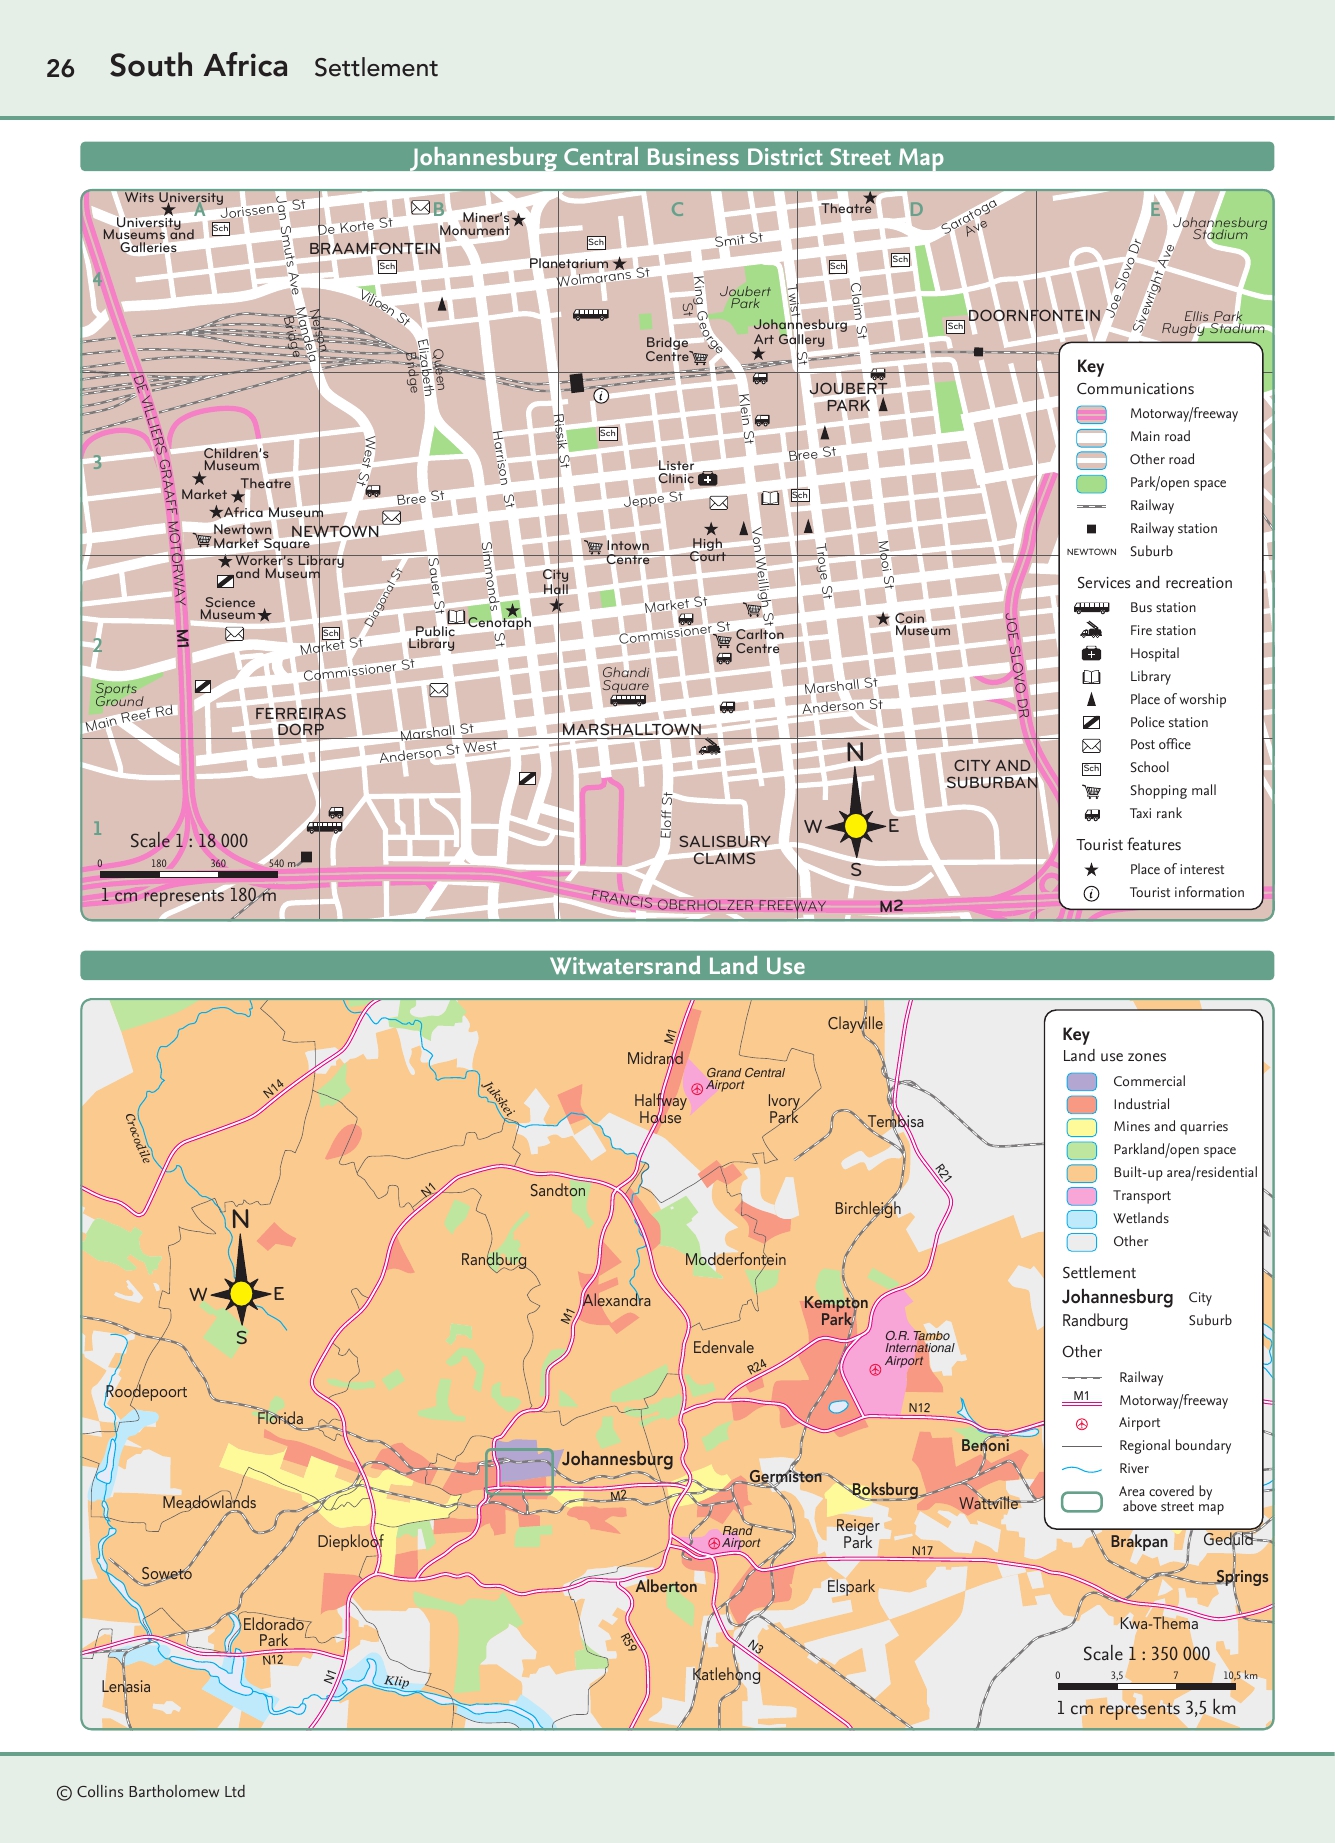 26 South Africa Settlement
Johannesburg Central Business District Street Map
Wits University
A
Jorissen St
University
Museums and
Galleries
Sch
Jan Smuts Ave
De Korte St
B
BRAAMFONTEIN
Sch
Miner's
Monument
Sch
Planetarium
Wolmarans St
C
Smit St
Theatre
D
Saratoga
Ave
E
Johannesburg
Stadium
4
Viljoen St
Nelson
Mandela
Bridge
Queen
Elizabeth
Bridge
King George
St
Joubert
Park
Twist
St
Sch
Sch
Claim St
Sch
DOORNFONTEIN
Joe Slovo Dr
Sivewright Ave
Ellis Park
Rugby Stadium
Johannesburg
Art Gallery
Bridge
Centre
DE VILLIERS GRAAFF MOTORWAY
JOUBERT
PARK
i
Klein St
Rissik St
Sch
Harrison St
West St
3
Children's
Museum
Market
Theatre
Africa Museum
Newtown
Market Square
NEWTOWN
Bree St
Bree St
Lister
Clinic
Jeppe St
Sch
High
Court
Intown
Centre
Von Weilligh St
Troye St
Mooi St
Worker's Library
and Museum
Science
Museum
Diagonal St
Sauer St
Simmonds St
City
Hall
Cenotaph
Public
Library
Sch
Market St
Market St
Commissioner St
Commissioner St
Carlton
Centre
Coin
Museum
JOE SLOVO DR
M1
2
Sports
Ground
Main Reef Rd
FERREIRAS
DORP
Ghandi
Square
Marshall St
Anderson St
Marshall St
Anderson St West
MARSHALLTOWN
N
W E
S
CITY AND
SUBURBAN
1
Eloff St
SALISBURY
CLAIMS
Scale 1 : 18 000
0 180 360 540 m
1 cm represents 180 m
FRANCIS OBERHOLZER FREEWAY
M2
Key
Communications
Motorway/freeway
Main road
Other road
Park/open space
Railway
Railway station
NEWTOWN Suburb
Services and recreation
Bus station
Fire station
Hospital
Library
Place of worship
Police station
Post office
Sch School
Shopping mall
Taxi rank
Tourist features
Place of interest
i Tourist information
Witwatersrand Land Use
Clayville
M1
Midrand
Grand Central
Airport
Halfway
House
Ivory
Park
Tembisa
N14
Jukskei
Crocodile
R21
N1
Sandton
Birchleigh
N
W E
S
Randburg
Modderfontein
Alexandra
M1
Kempton
Park
O.R. Tambo
International
Airport
Edenvale
R24
Roodepoort
Florida
N12
Benoni
Johannesburg
Germiston
Boksburg
Wattville
Meadowlands
M2
Diepkloof
Rand
Airport
Reiger
Park
N17
Brakpan
Geduld
Soweto
Alberton
Elspark
Springs
Eldorado
Park
N12
R59
N3
Kwa-Thema
Lenasia
N1
Klip
Katlehong
Scale 1 : 350 000
0 3,5 7 10,5 km
1 cm represents 3,5 km
Key
Land use zones
Commercial
Industrial
Mines and quarries
Parkland/open space
Built-up area/residential
Transport
Wetlands
Other
Settlement
Johannesburg City
Randburg Suburb
Other
Railway
M1 Motorway/freeway
Airport
Regional boundary
River
Area covered by
above street map
© Collins Bartholomew Ltd